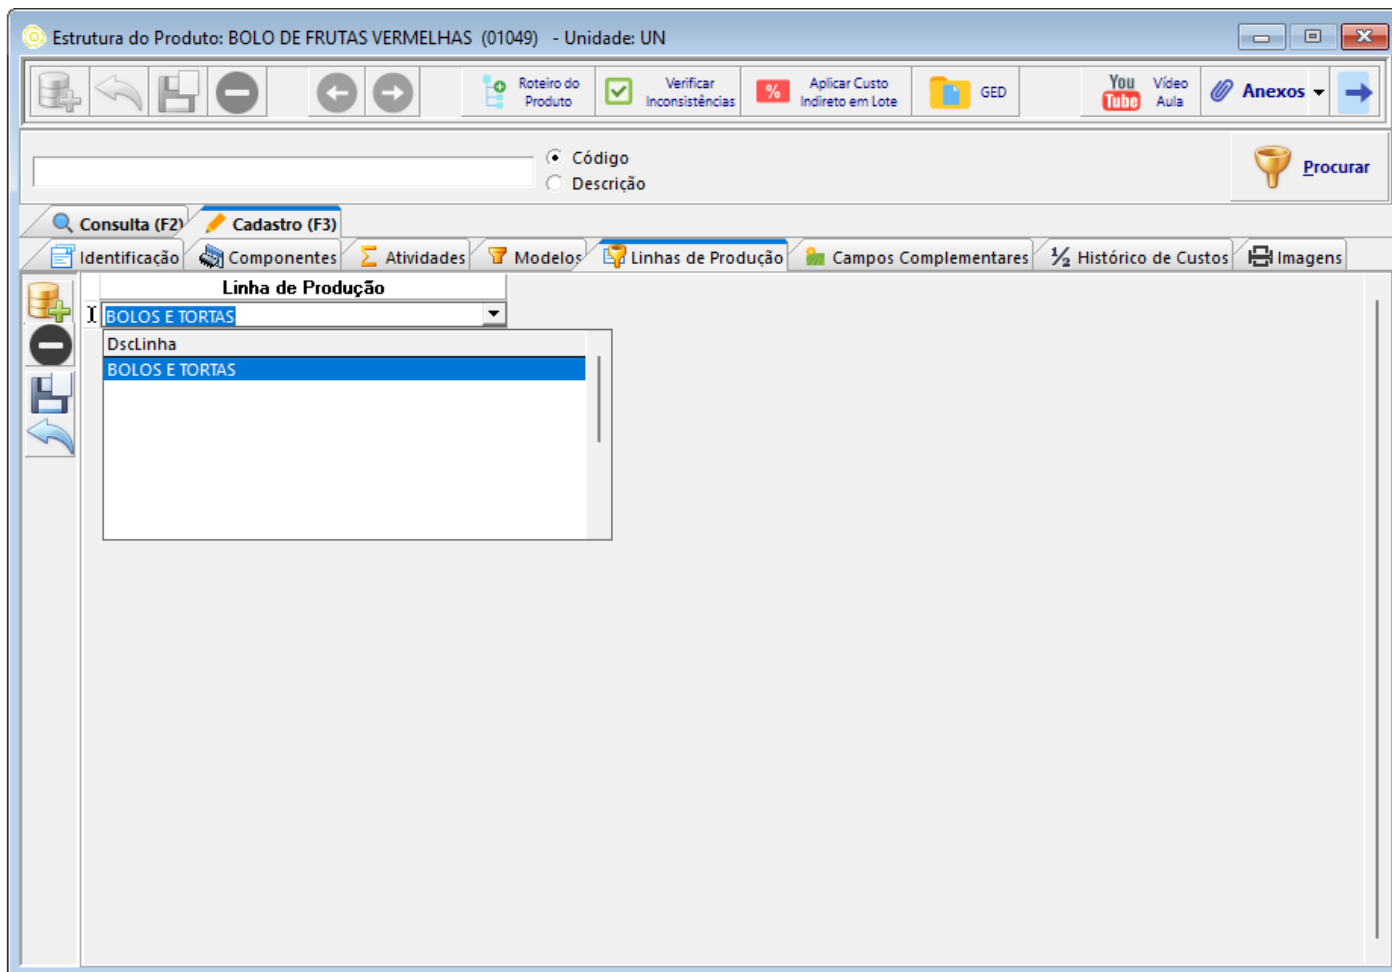 Estrutura do Produto: BOLO DE FRUTAS VERMELHAS (01049) - Unidade: UN
Roteiro do
Produto
Verificar
Inconsistências
%
Aplicar Custo
Indireto em Lote
GED
You
Tube
Vídeo
Aula
Anexos
Código
Descrição
Procurar
Consulta (F2)
Cadastro (F3)
Identificação
Componentes
Atividades
Modelos
Linhas de Produção
Campos Complementares
½ Histórico de Custos
Imagens
Linha de Produção
BOLOS E TORTAS
DscLinha
BOLOS E TORTAS